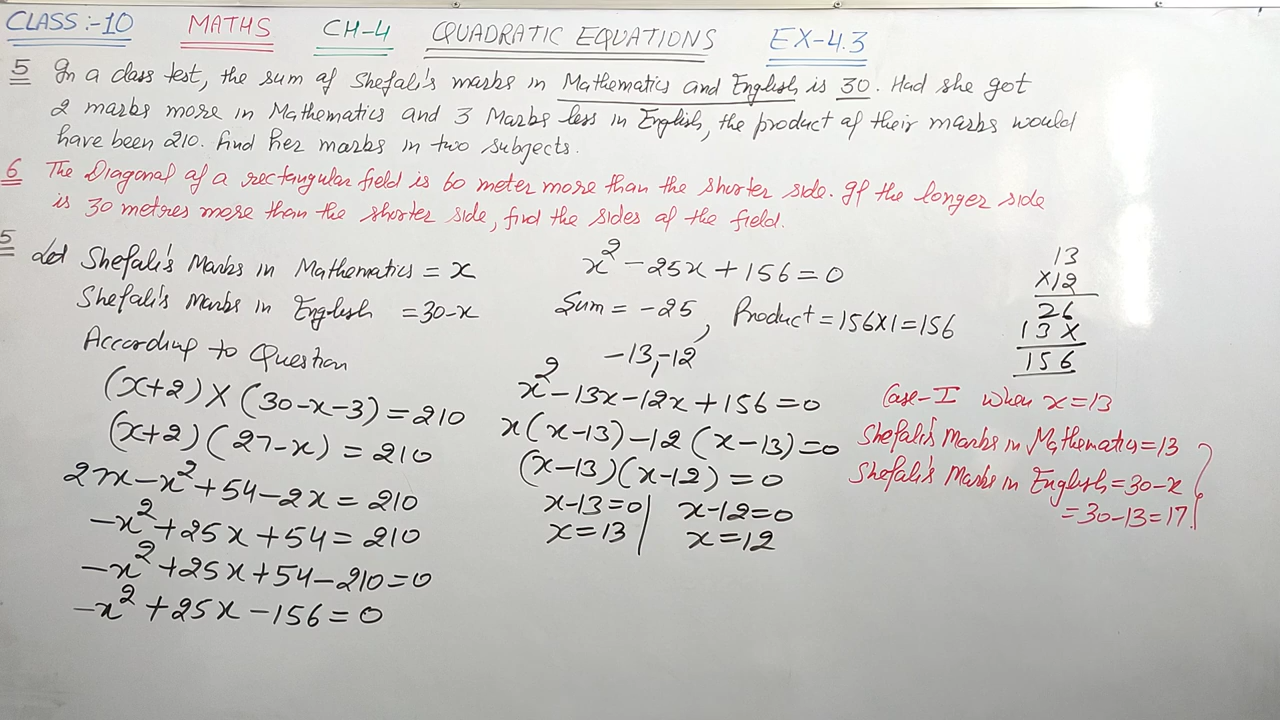 CLASS:-10 MATHS CH-4 QUADRATIC EQUATIONS EX-4.3
5 In a class test, the sum of Shefali's marks in Mathematics and English is 30. Had she got
2 marks more in Mathematics and 3 Marks less in English, the product of their marks would
have been 210. find her marks in two subjects.
6 The Diagonal of a rectangular field is 60 meter more than the shorter side. If the longer side
is 30 metres more than the shorter side, find the sides of the field.
5 Let Shefali's Marks in Mathematics = x
Shefali's Marks in English = 30-x
According to Question
(x+2) × (30-x-3) = 210
(x+2) (27-x) = 210
27x-x²+54-2x = 210
-x²+25x+54 = 210
-x²+25x+54-210=0
-x²+25x-156=0
x²-25x+156=0
Sum = -25, Product = 156×1=156
-13,-12
x²-13x-12x+156=0
x(x-13)-12(x-13)=0
(x-13)(x-12)=0
x-13=0 | x-12=0
x=13 | x=12
13
×12
26
13×
156
Case-I when x=13
Shefali's Marks in Mathematics=13
Shefali's Marks in English=30-x
=30-13=17